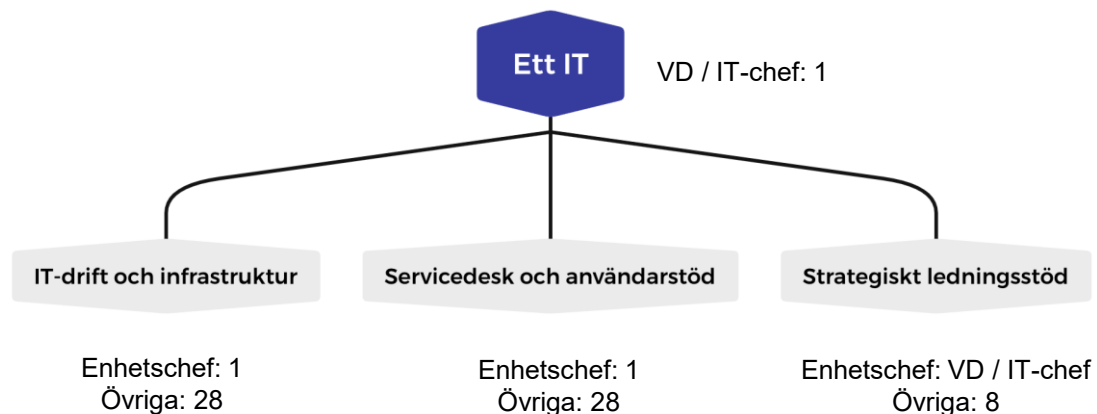 Ett IT
VD / IT-chef: 1
IT-drift och infrastruktur
Servicedesk och användarstöd
Strategiskt ledningsstöd
Enhetschef: 1
Övriga: 28
Enhetschef: 1
Övriga: 28
Enhetschef: VD / IT-chef
Övriga: 8